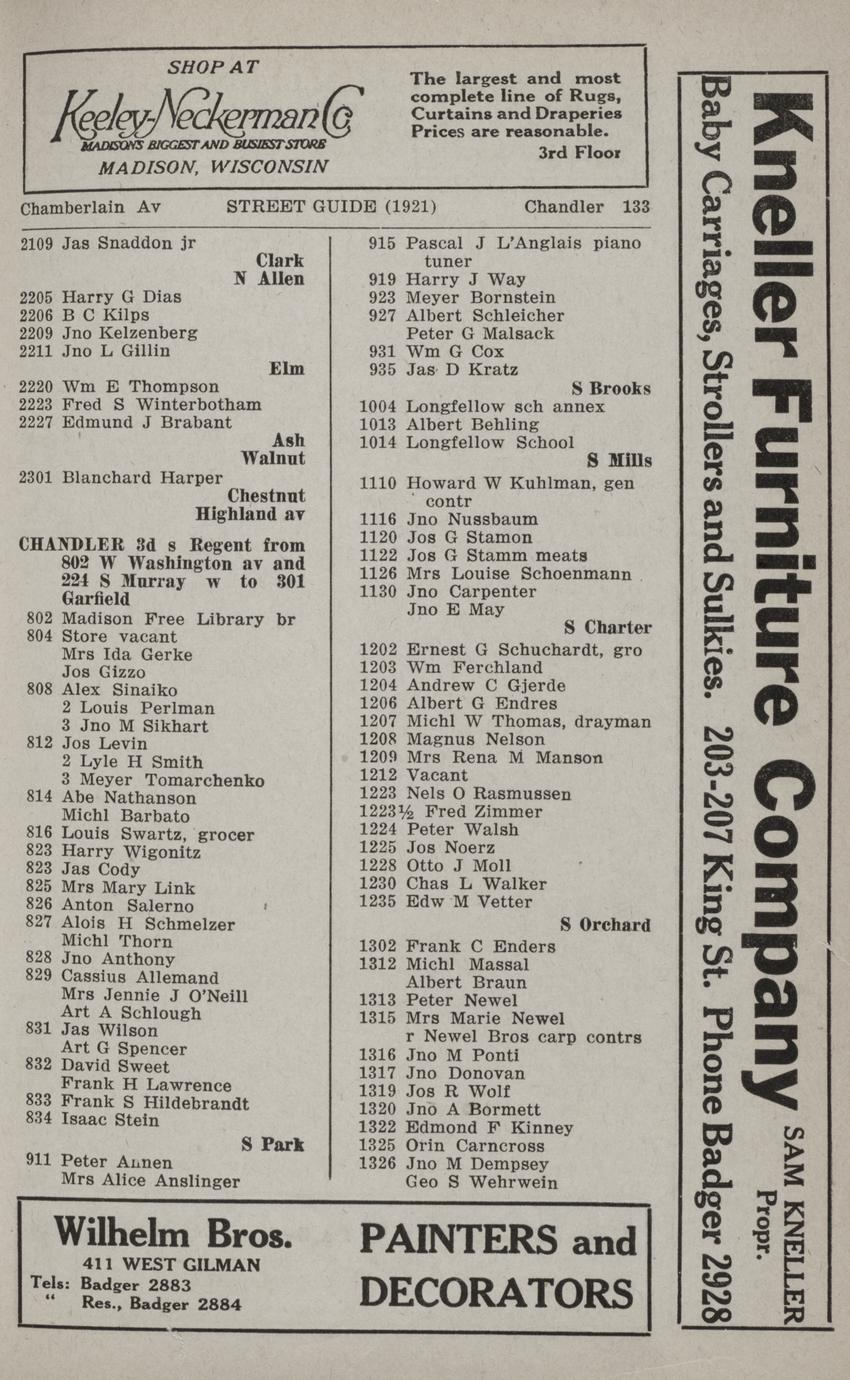 SHOP AT
Keeley-Neckerman Co
MADISON'S BIGGEST AND BUSIEST STORE
MADISON, WISCONSIN
The largest and most
complete line of Rugs,
Curtains and Draperies
Prices are reasonable.
3rd Floor
Chamberlain Av STREET GUIDE (1921) Chandler 133
2109 Jas Snaddon jr
Clark
N Allen
2205 Harry G Dias
2206 B C Kilps
2209 Jno Kelzenberg
2211 Jno L Gillin
Elm
2220 Wm E Thompson
2223 Fred S Winterbotham
2227 Edmund J Brabant
Ash
Walnut
2301 Blanchard Harper
Chestnut
Highland av
CHANDLER 3d s Regent from
802 W Washington av and
224 S Murray w to 301
Garfield
802 Madison Free Library br
804 Store vacant
Mrs Ida Gerke
Jos Gizzo
808 Alex Sinaiko
2 Louis Perlman
3 Jno M Sikhart
812 Jos Levin
2 Lyle H Smith
3 Meyer Tomarchenko
814 Abe Nathanson
Michl Barbato
816 Louis Swartz, grocer
823 Harry Wigonitz
823 Jas Cody
825 Mrs Mary Link
826 Anton Salerno
827 Alois H Schmelzer
Michl Thorn
828 Jno Anthony
829 Cassius Allemand
Mrs Jennie J O'Neill
Art A Schlough
831 Jas Wilson
Art G Spencer
832 David Sweet
Frank H Lawrence
833 Frank S Hildebrandt
834 Isaac Stein
S Park
911 Peter Annen
Mrs Alice Anslinger
915 Pascal J L'Anglais piano
tuner
919 Harry J Way
923 Meyer Bornstein
927 Albert Schleicher
Peter G Malsack
931 Wm G Cox
935 Jas D Kratz
S Brooks
1004 Longfellow sch annex
1013 Albert Behling
1014 Longfellow School
S Mills
1110 Howard W Kuhlman, gen
contr
1116 Jno Nussbaum
1120 Jos G Stamon
1122 Jos G Stamm meats
1126 Mrs Louise Schoenmann
1130 Jno Carpenter
Jno E May
S Charter
1202 Ernest G Schuchardt, gro
1203 Wm Ferchland
1204 Andrew C Gjerde
1206 Albert G Endres
1207 Michl W Thomas, drayman
1208 Magnus Nelson
1209 Mrs Rena M Manson
1212 Vacant
1223 Nels O Rasmussen
1223½ Fred Zimmer
1224 Peter Walsh
1225 Jos Noerz
1228 Otto J Moll
1230 Chas L Walker
1235 Edw M Vetter
S Orchard
1302 Frank C Enders
1312 Michl Massal
Albert Braun
1313 Peter Newel
1315 Mrs Marie Newel
r Newel Bros carp contrs
1316 Jno M Ponti
1317 Jno Donovan
1319 Jos R Wolf
1320 Jno A Bormett
1322 Edmond F Kinney
1325 Orin Carncross
1326 Jno M Dempsey
Geo S Wehrwein
Wilhelm Bros.
411 WEST GILMAN
Tels: Badger 2883
" Res., Badger 2884
PAINTERS and
DECORATORS
Kneller Furniture Company SAM KNELLER
Propr.
Baby Carriages, Strollers and Sulkies. 203-207 King St. Phone Badger 2928